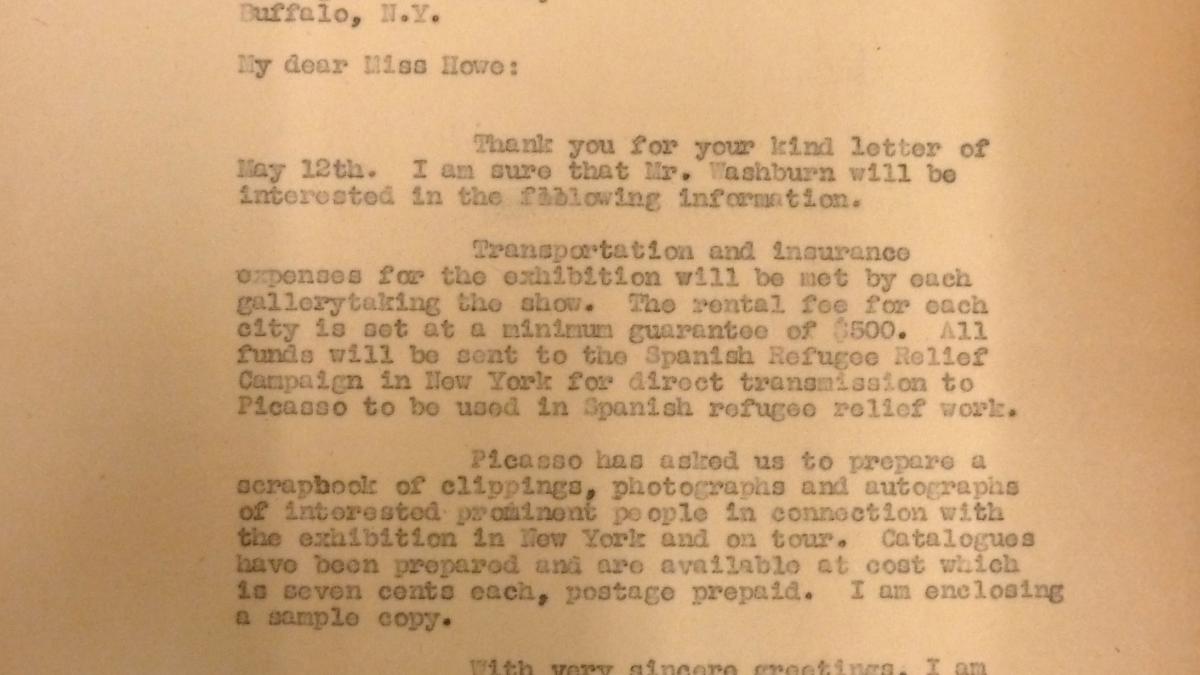 Buffalo, N.Y.
My dear Miss Howe:
Thank you for your kind letter of
May 12th. I am sure that Mr. Washburn will be
interested in the following information.
Transportation and insurance
expenses for the exhibition will be met by each
gallerytaking the show. The rental fee for each
city is set at a minimum guarantee of $500. All
funds will be sent to the Spanish Refugee Relief
Campaign in New York for direct transmission to
Picasso to be used in Spanish refugee relief work.
Picasso has asked us to prepare a
scrapbook of clippings, photographs and autographs
of interested prominent people in connection with
the exhibition in New York and on tour. Catalogues
have been prepared and are available at cost which
is seven cents each, postage prepaid. I am enclosing
a sample copy.
With very sincere greetings, I am